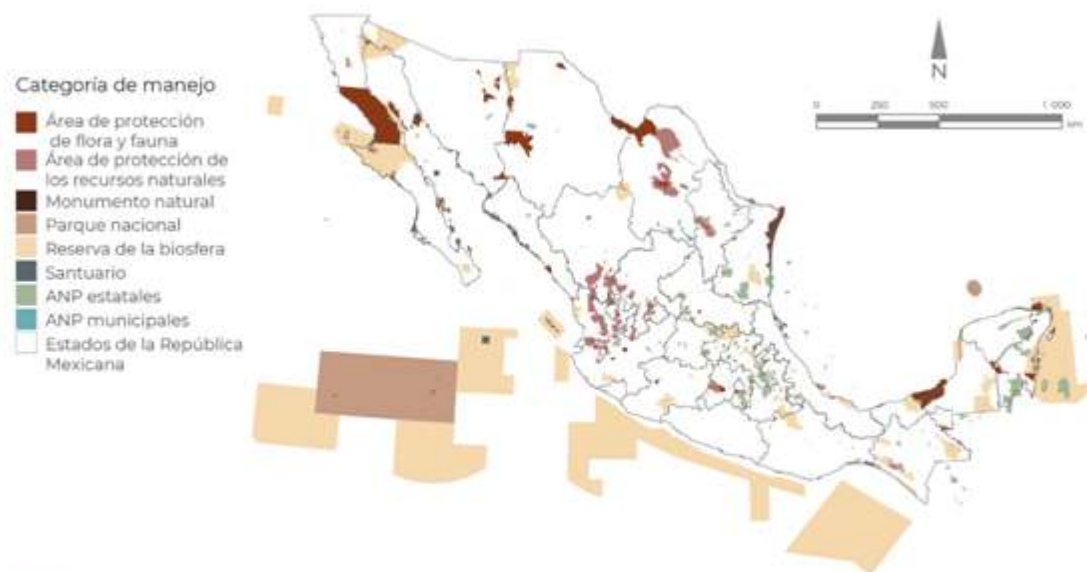 Categoría de manejo
Área de protección
de flora y fauna
Área de protección de
los recursos naturales
Monumento natural
Parque nacional
Reserva de la biosfera
Santuario
ANP estatales
ANP municipales
Estados de la República
Mexicana
N
0 250 500 1 000
km